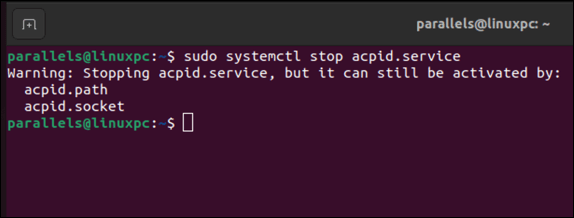 parallels@linuxpc: ~
parallels@linuxpc:~$ sudo systemctl stop acpid.service
Warning: Stopping acpid.service, but it can still be activated by:
  acpid.path
  acpid.socket
parallels@linuxpc:~$